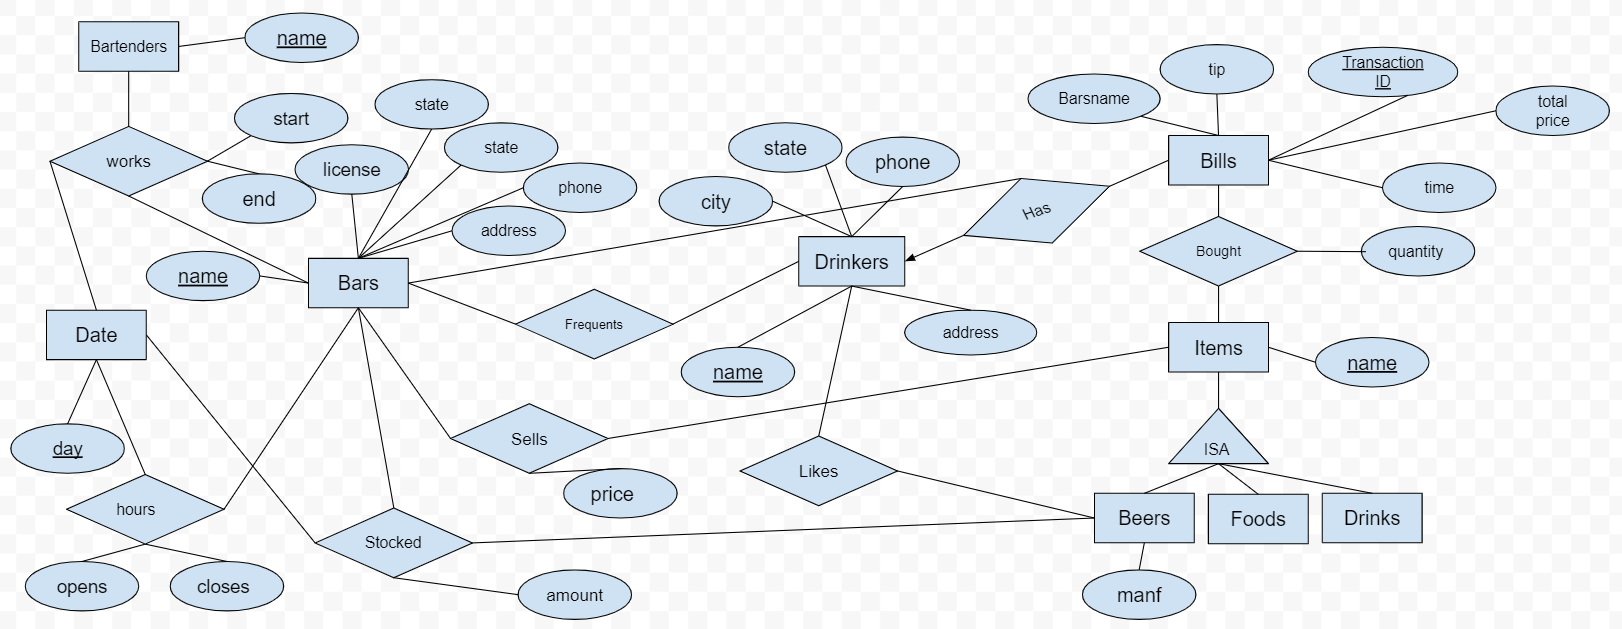 Bartenders
name
start
state
license
state
phone
address
works
end
name
Bars
Date
day
hours
opens
closes
Stocked
amount
Sells
price
Frequents
state
phone
city
Drinkers
name
address
Likes
Has
Barsname
tip
Transaction
ID
total
price
Bills
time
Bought
quantity
Items
name
ISA
Beers
Foods
Drinks
manf